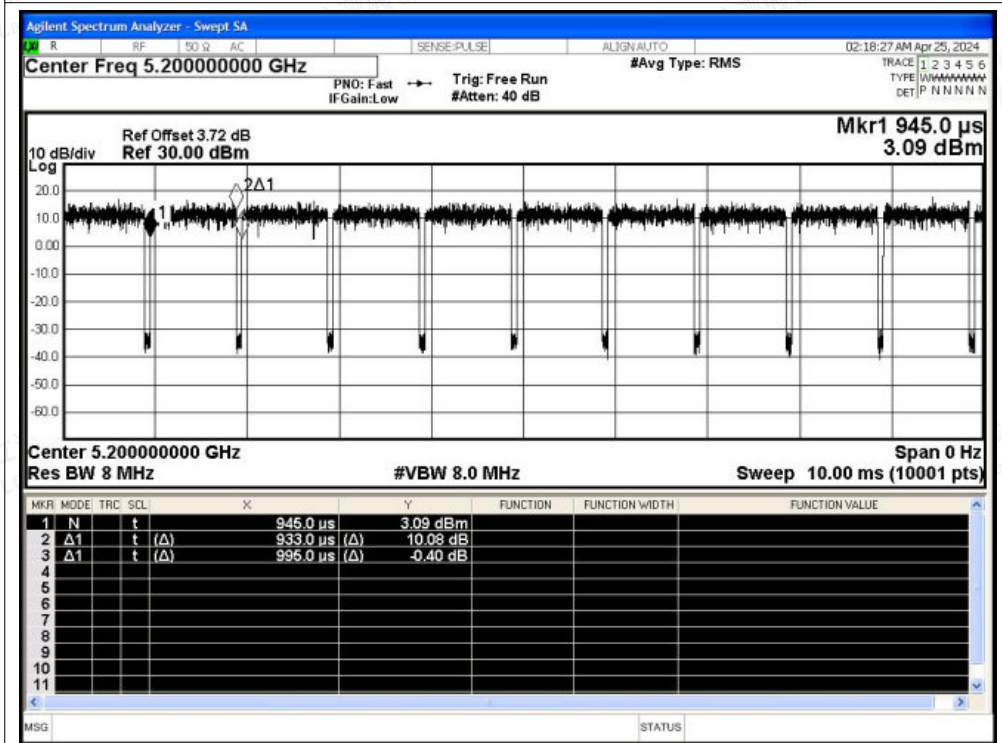 Agilent Spectrum Analyzer - Swept SA
LXI R RF 50 Ω AC SENSE:PULSE ALIGN AUTO 02:18:27 AM Apr 25, 2024
Center Freq 5.200000000 GHz #Avg Type: RMS TRACE 1 2 3 4 5 6
PNO: Fast Trig: Free Run TYPE WWWWWW
IFGain:Low #Atten: 40 dB DET P N N N N N
Mkr1 945.0 µs
Ref Offset 3.72 dB
10 dB/div Ref 30.00 dBm 3.09 dBm
Log
20.0
2Δ1
10.0
1
0.00
-10.0
-20.0
-30.0
-40.0
-50.0
-60.0
Center 5.200000000 GHz Span 0 Hz
Res BW 8 MHz #VBW 8.0 MHz Sweep 10.00 ms (10001 pts)
MKR MODE TRC SCL X Y FUNCTION FUNCTION WIDTH FUNCTION VALUE
1 N t 945.0 µs 3.09 dBm
2 Δ1 t (Δ) 933.0 µs (Δ) 10.08 dB
3 Δ1 t (Δ) 995.0 µs (Δ) -0.40 dB
4
5
6
7
8
9
10
11
MSG STATUS